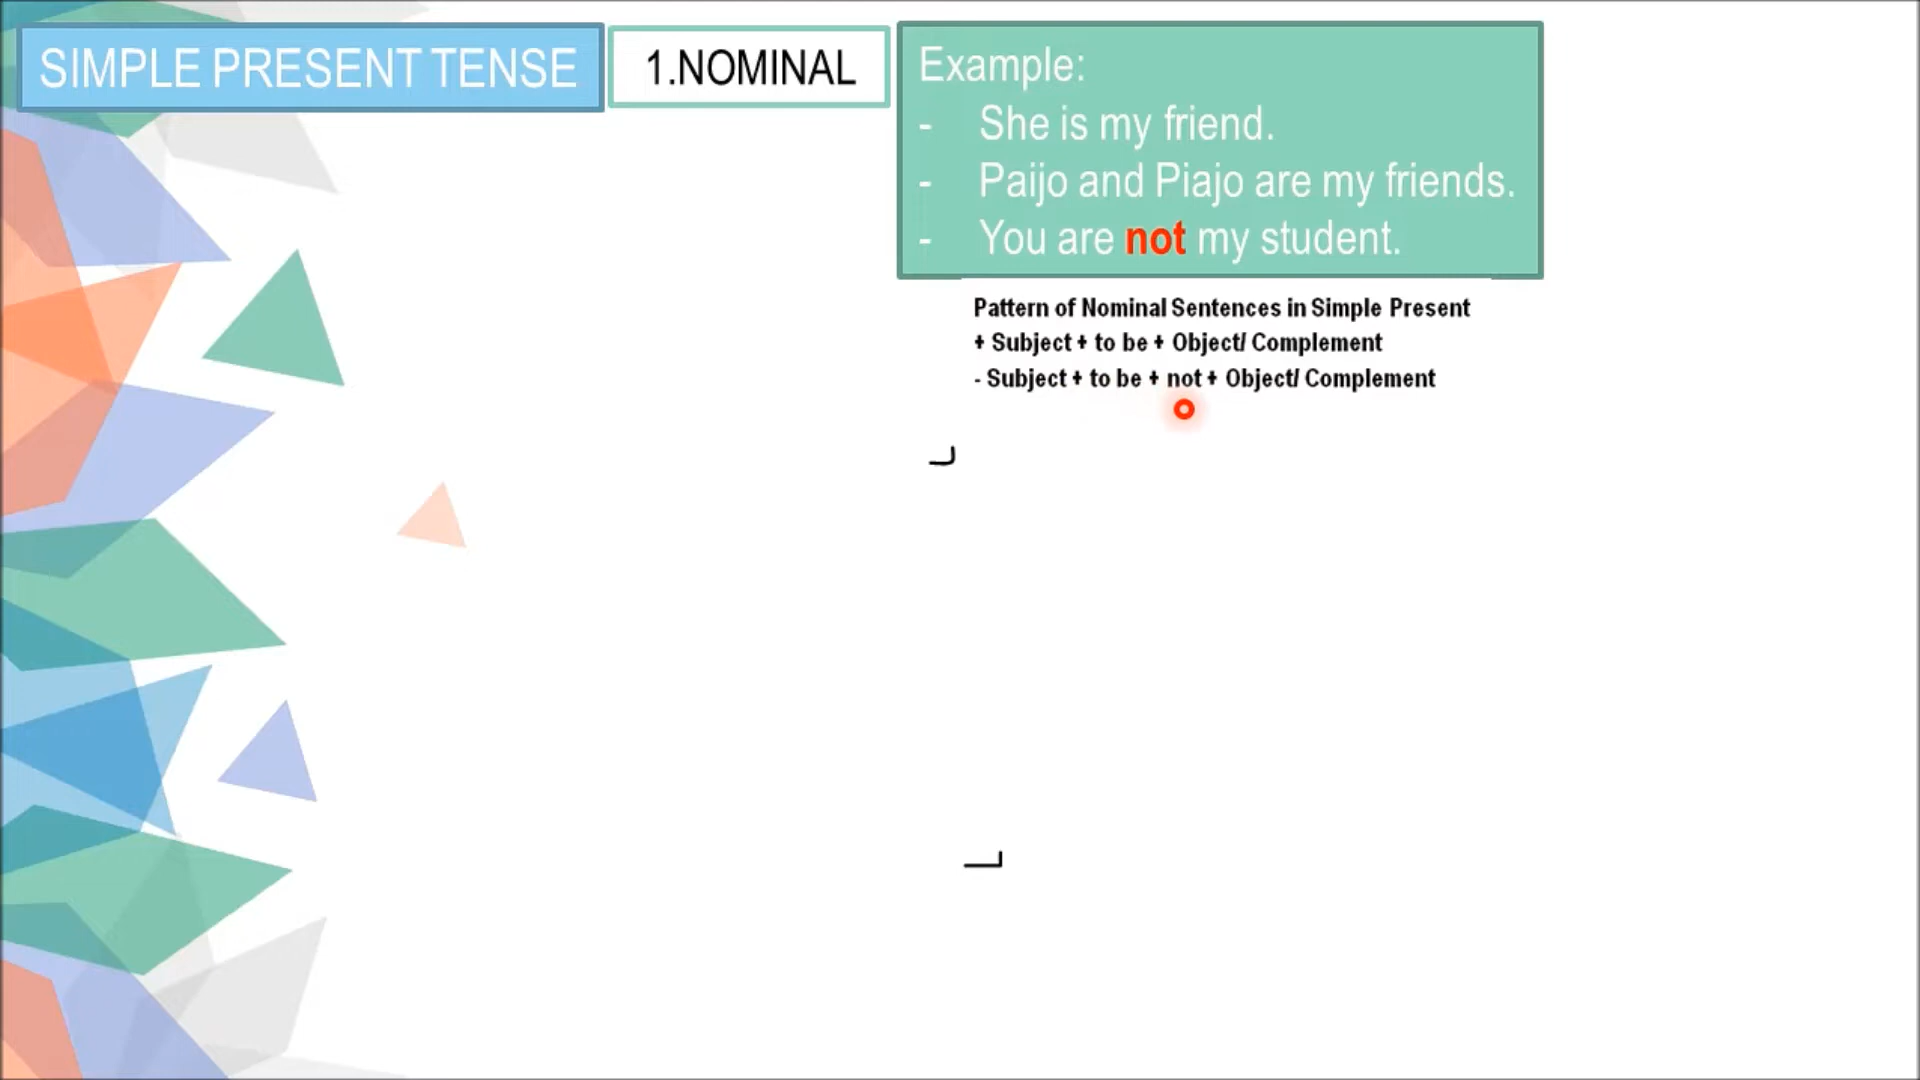 SIMPLE PRESENT TENSE
1.NOMINAL
Example:
- She is my friend.
- Paijo and Piajo are my friends.
- You are not my student.
Pattern of Nominal Sentences in Simple Present
+ Subject + to be + Object/ Complement
- Subject + to be + not + Object/ Complement